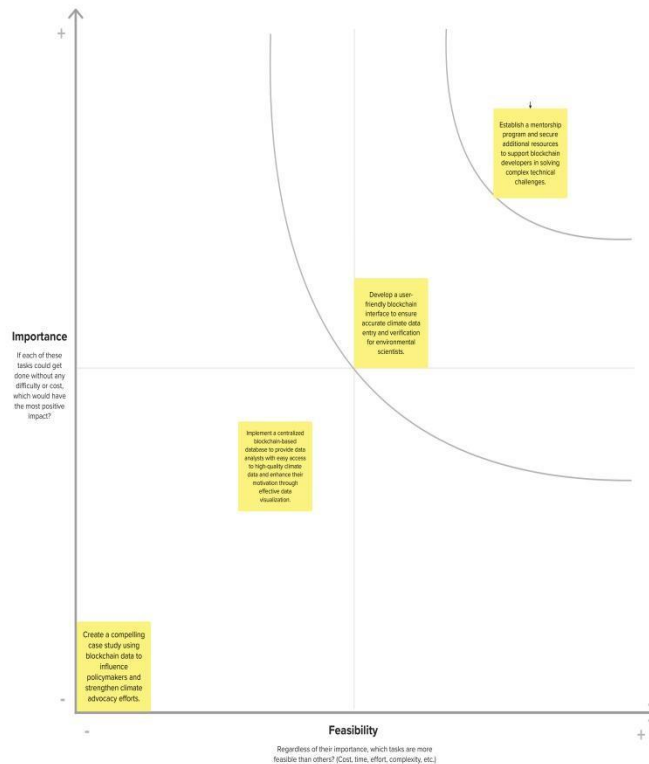 +
Establish a mentorship
program and secure
additional resources
to support blockchain
developers in solving
complex technical
challenges.
Develop a user-
friendly blockchain
interface to ensure
accurate climate data
entry and verification
for environmental
scientists.
Importance
If each of these
tasks could get
done without any
difficulty or cost,
which would have
the most positive
impact?
Implement a centralized
blockchain-based
database to provide data
analysts with easy access
to high-quality climate
data and enhance their
motivation through
effective data
visualization.
Create a compelling
case study using
blockchain data to
influence
policymakers and
strengthen climate
advocacy efforts.
-
-
Feasibility
+
Regardless of their importance, which tasks are more
feasible than others? (Cost, time, effort, complexity, etc.)